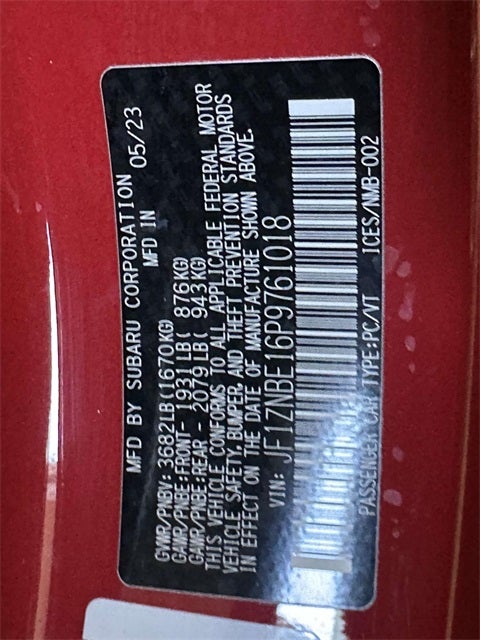 MFD BY SUBARU CORPORATION
MFD IN 05/23
GVWR/PNBV: 3682LB(1670KG)
GAWR/PNBE:FRONT - 1931LB( 876KG)
GAWR/PNBE:REAR - 2079LB( 943KG)
THIS VEHICLE CONFORMS TO ALL APPLICABLE FEDERAL MOTOR
VEHICLE SAFETY, BUMPER, AND THEFT PREVENTION STANDARDS
IN EFFECT ON THE DATE OF MANUFACTURE SHOWN ABOVE.
VIN: JF1ZNBE16P9761018
PASSENGER CAR TYPE:PC/VT ICES/NMB-002